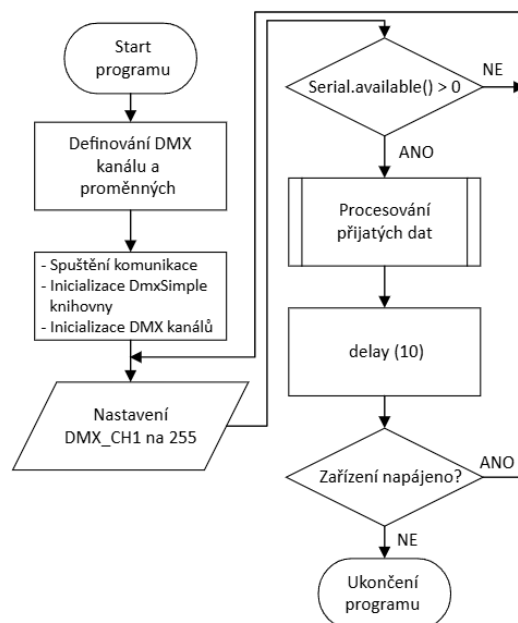 Start
programu
Definování DMX
kanálu a
proměnných
- Spuštění komunikace
- Inicializace DmxSimple
knihovny
- Inicializace DMX kanálů
Nastavení
DMX_CH1 na 255
Serial.available() > 0
NE
ANO
Procesování
přijatých dat
delay (10)
Zařízení napájeno?
ANO
NE
Ukončení
programu